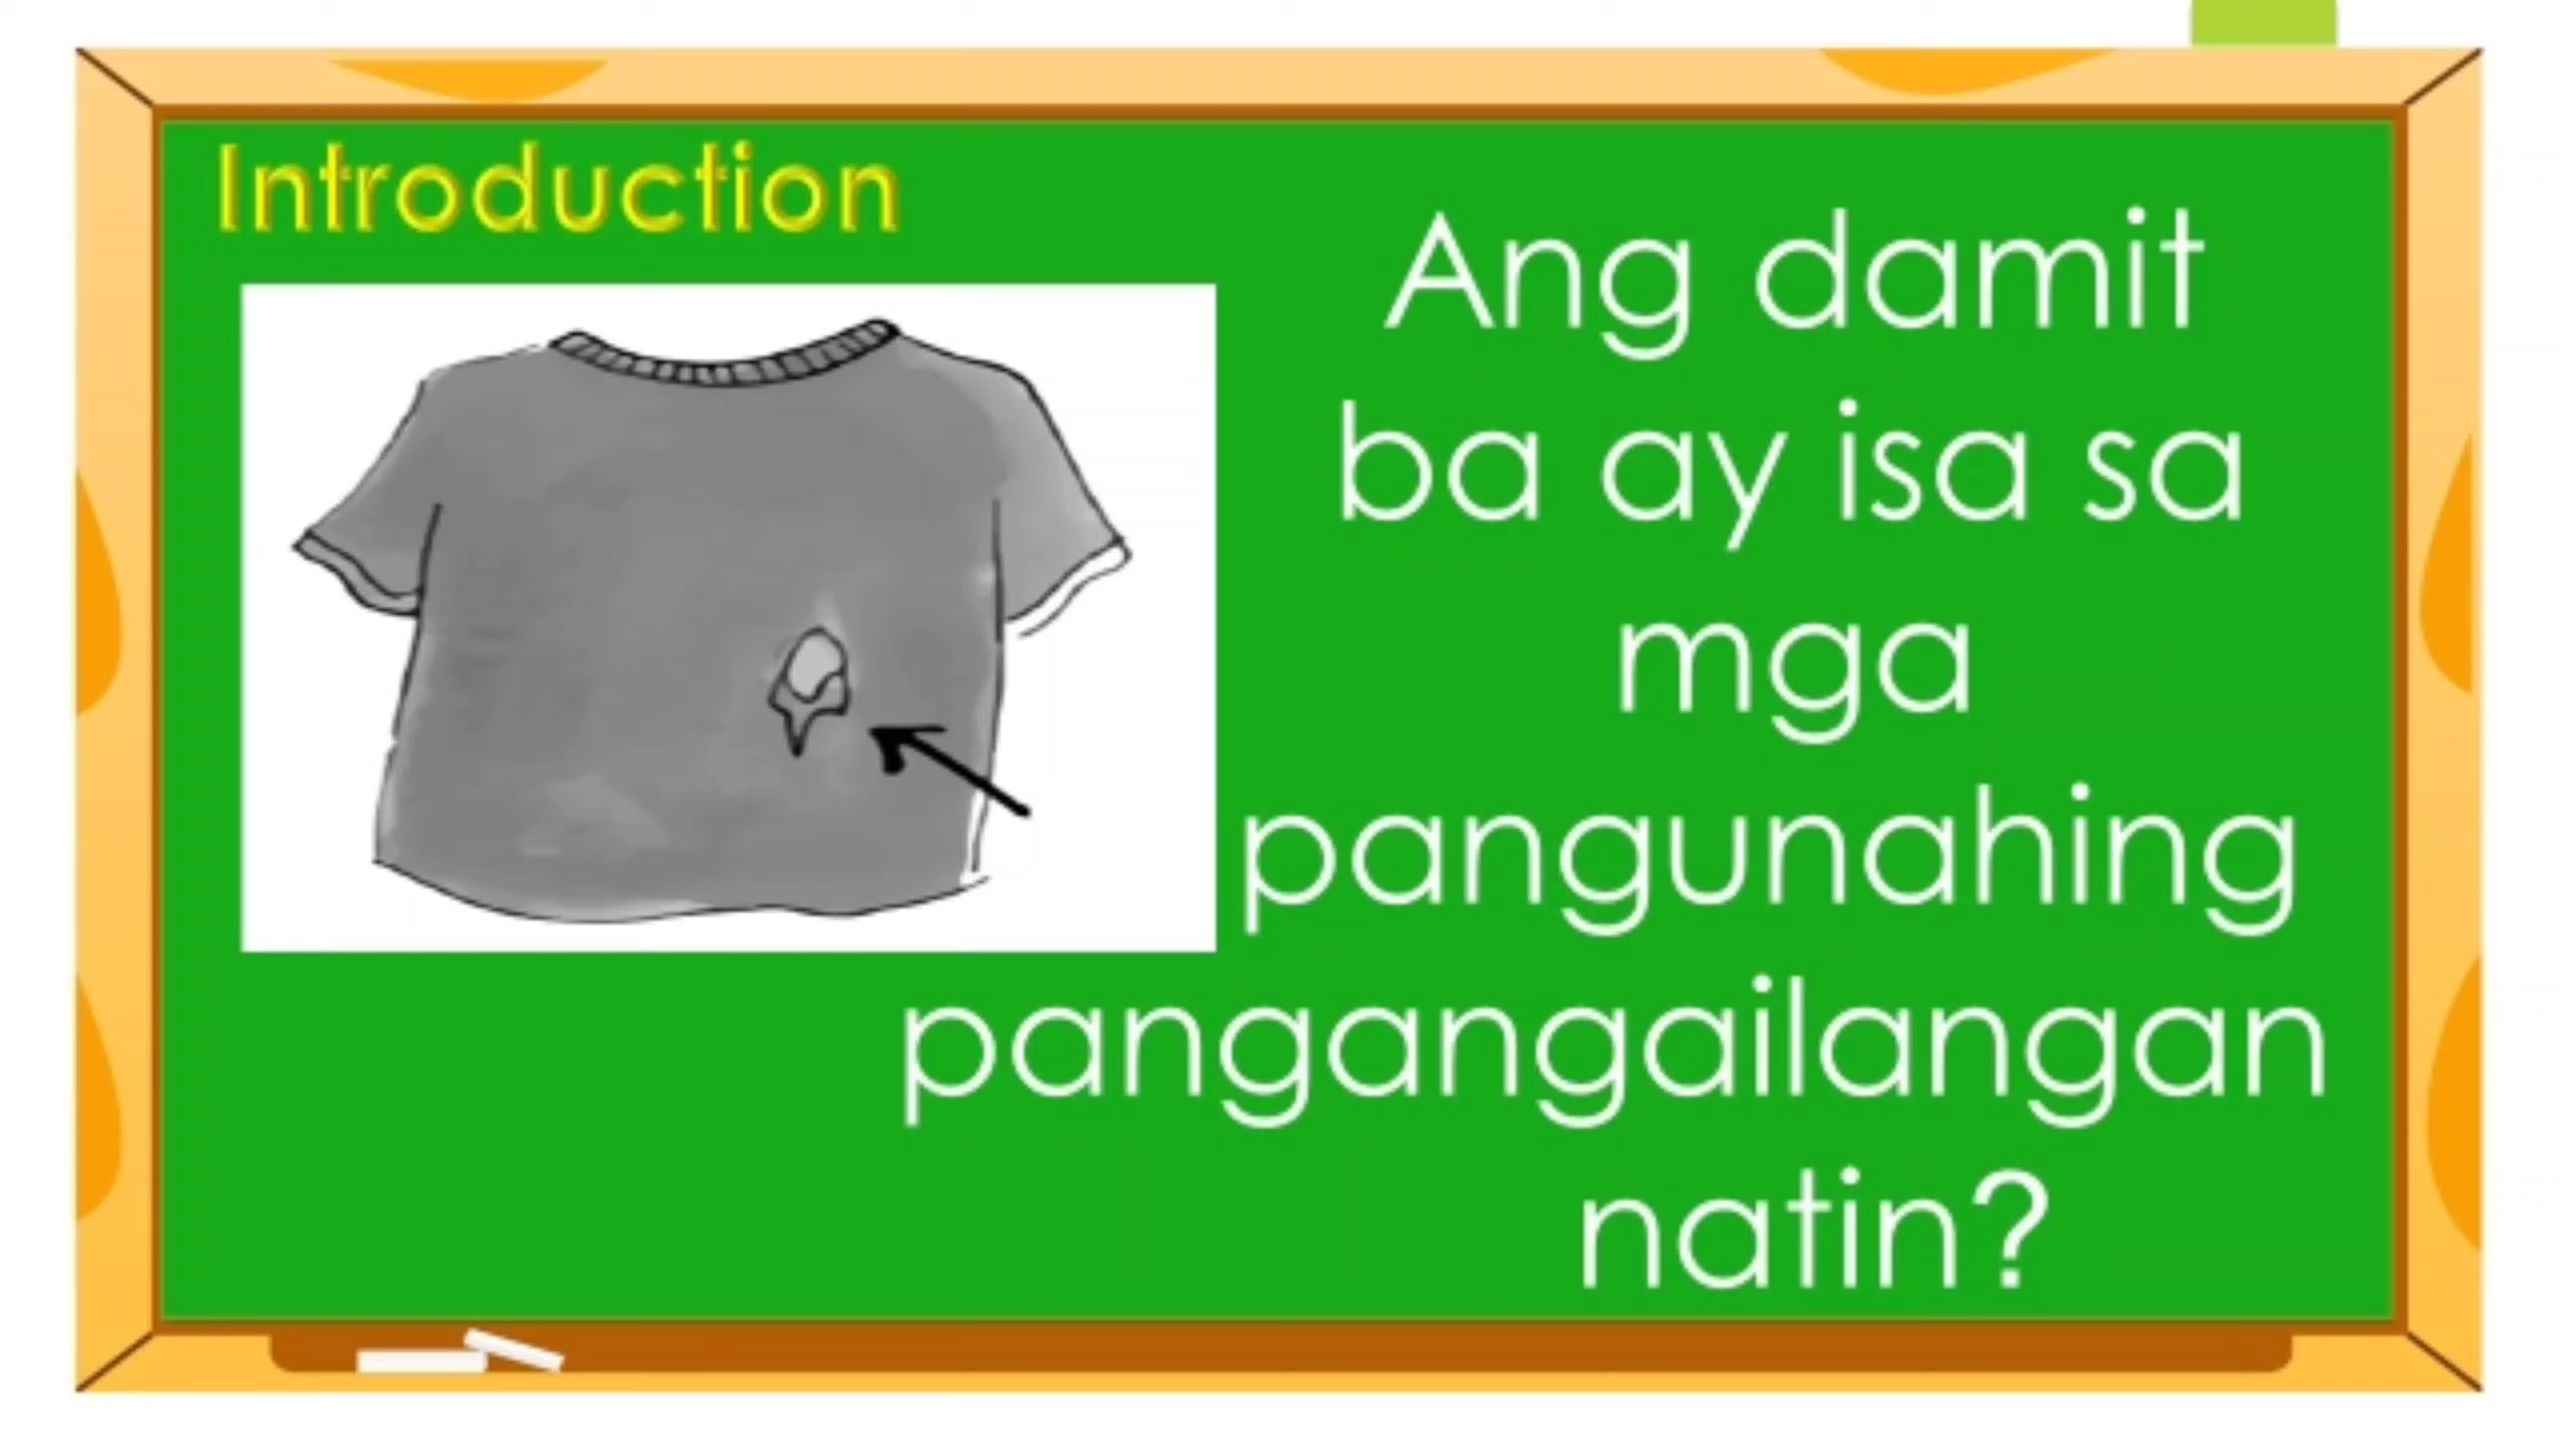 Introduction
Ang damit
ba ay isa sa
mga
pangunahing
pangangailangan
natin?